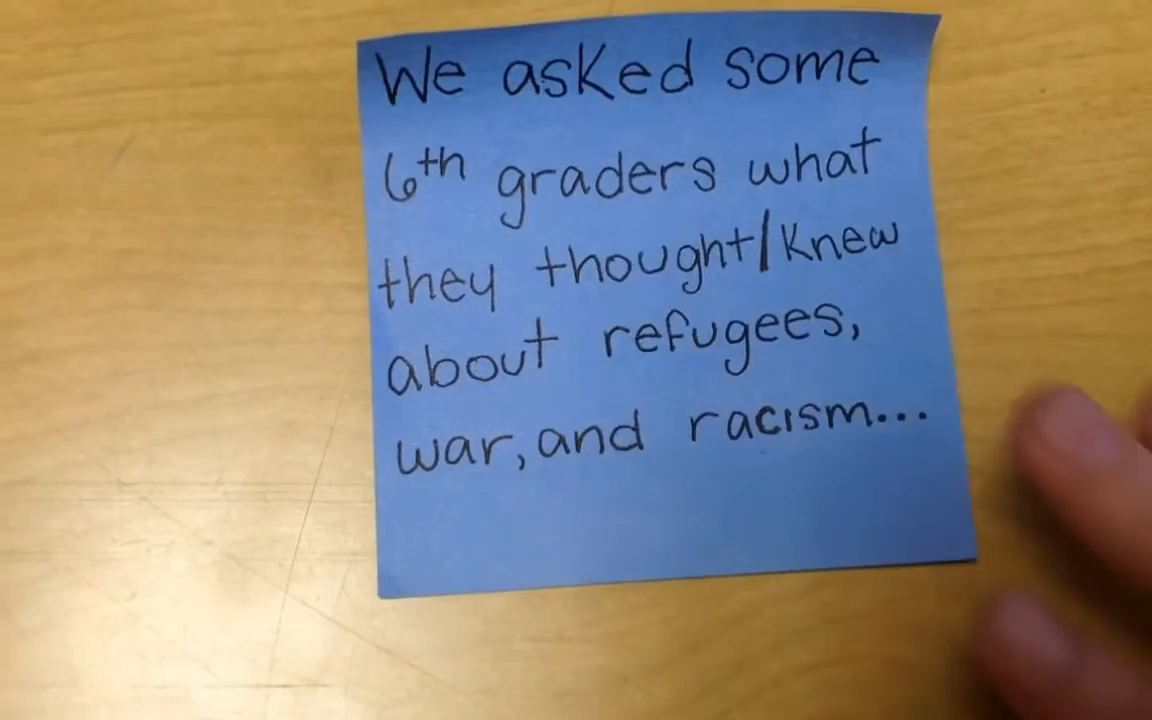 We asked some
6th graders what
they thought/knew
about refugees,
war, and racism...